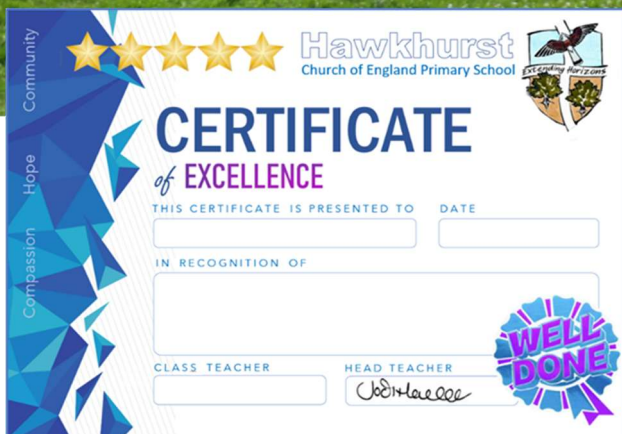 Hawkhurst
Church of England Primary School
Extending Horizons
Community
Hope
Compassion
CERTIFICATE
of EXCELLENCE
THIS CERTIFICATE IS PRESENTED TO
DATE
IN RECOGNITION OF
CLASS TEACHER
HEAD TEACHER
WELL
DONE